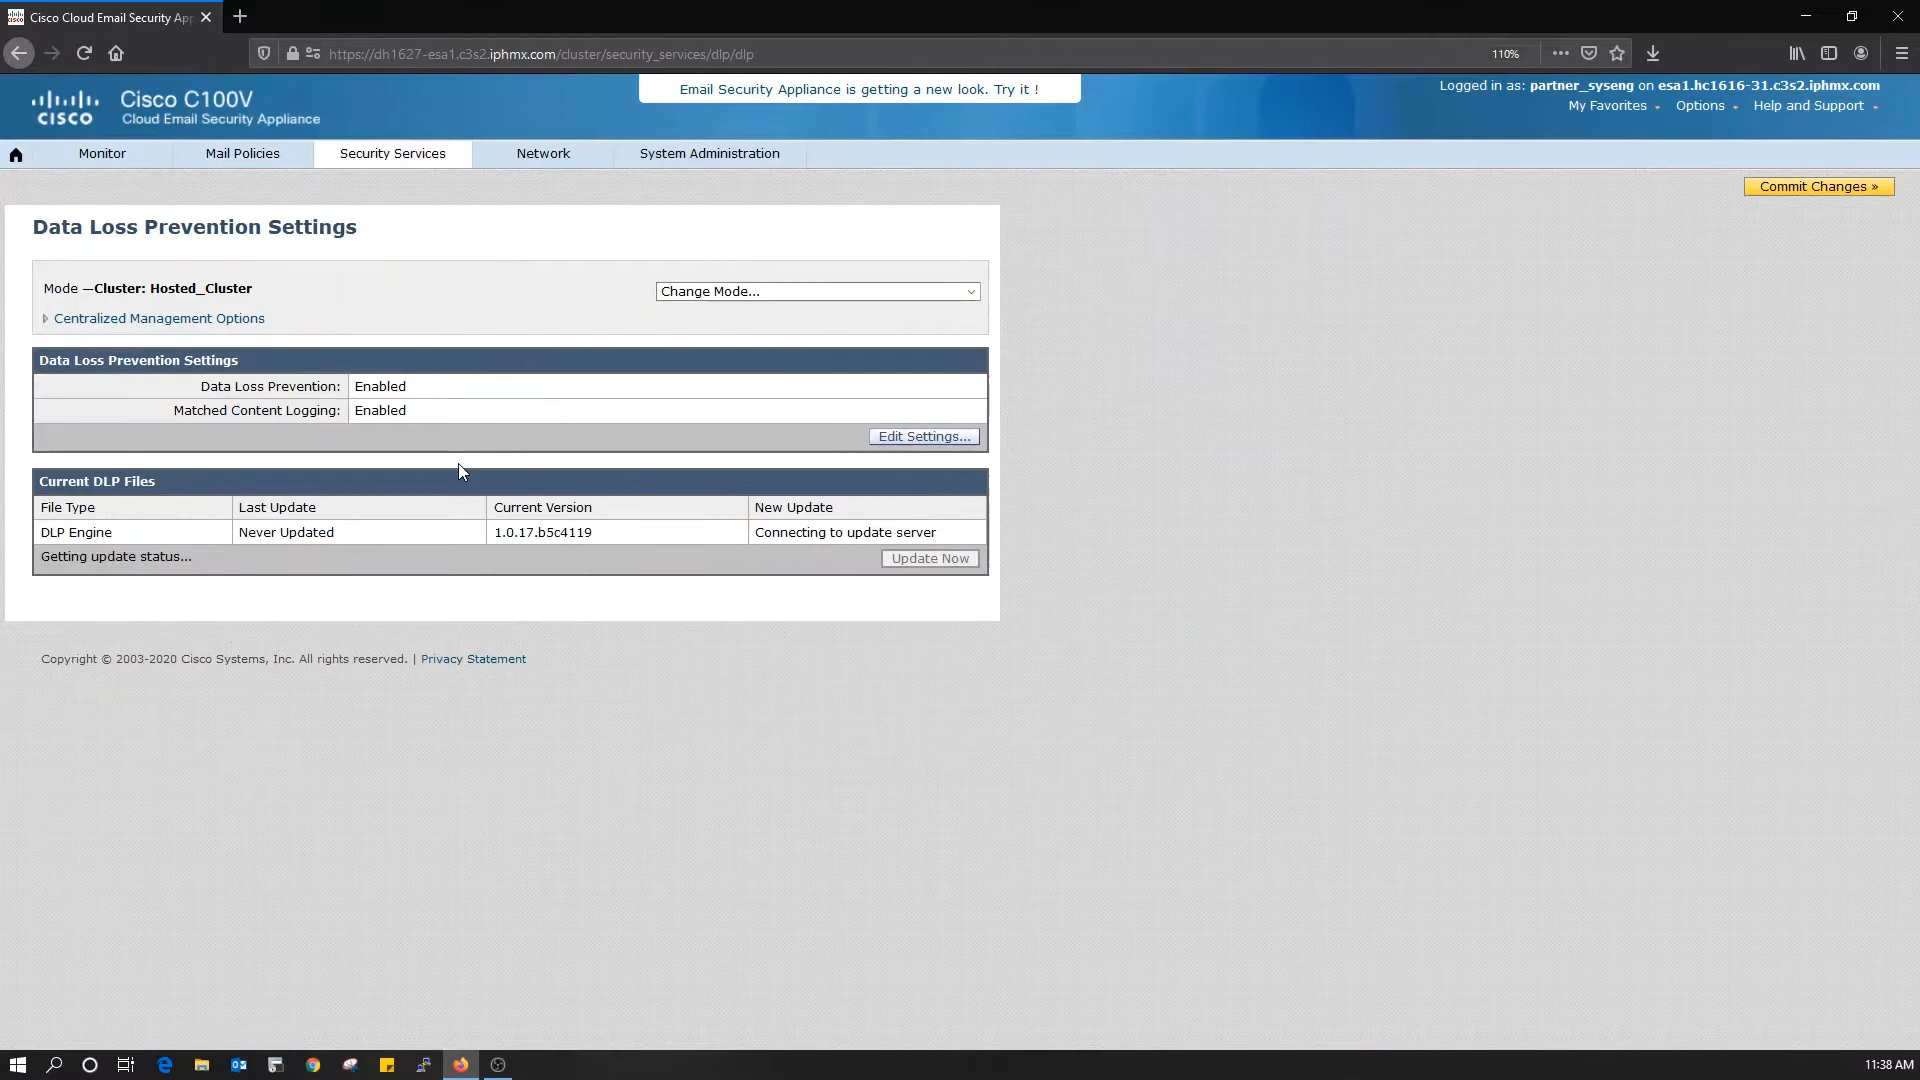 Cisco Cloud Email Security App
https://dh1627-esa1.c3s2.iphmx.com/cluster/security_services/dlp/dlp
110%
Email Security Appliance is getting a new look. Try it !
Logged in as: partner_syseng on esa1.hc1616-31.c3s2.iphmx.com
My Favorites
Options
Help and Support
CISCO
Cisco C100V
Cloud Email Security Appliance
Monitor
Mail Policies
Security Services
Network
System Administration
Commit Changes »
Data Loss Prevention Settings
Mode —Cluster: Hosted_Cluster
Change Mode...
Centralized Management Options
Data Loss Prevention Settings
Data Loss Prevention: Enabled
Matched Content Logging: Enabled
Edit Settings...
Current DLP Files
File Type Last Update Current Version New Update
DLP Engine Never Updated 1.0.17.b5c4119 Connecting to update server
Getting update status...
Update Now
Copyright © 2003-2020 Cisco Systems, Inc. All rights reserved. | Privacy Statement
11:38 AM